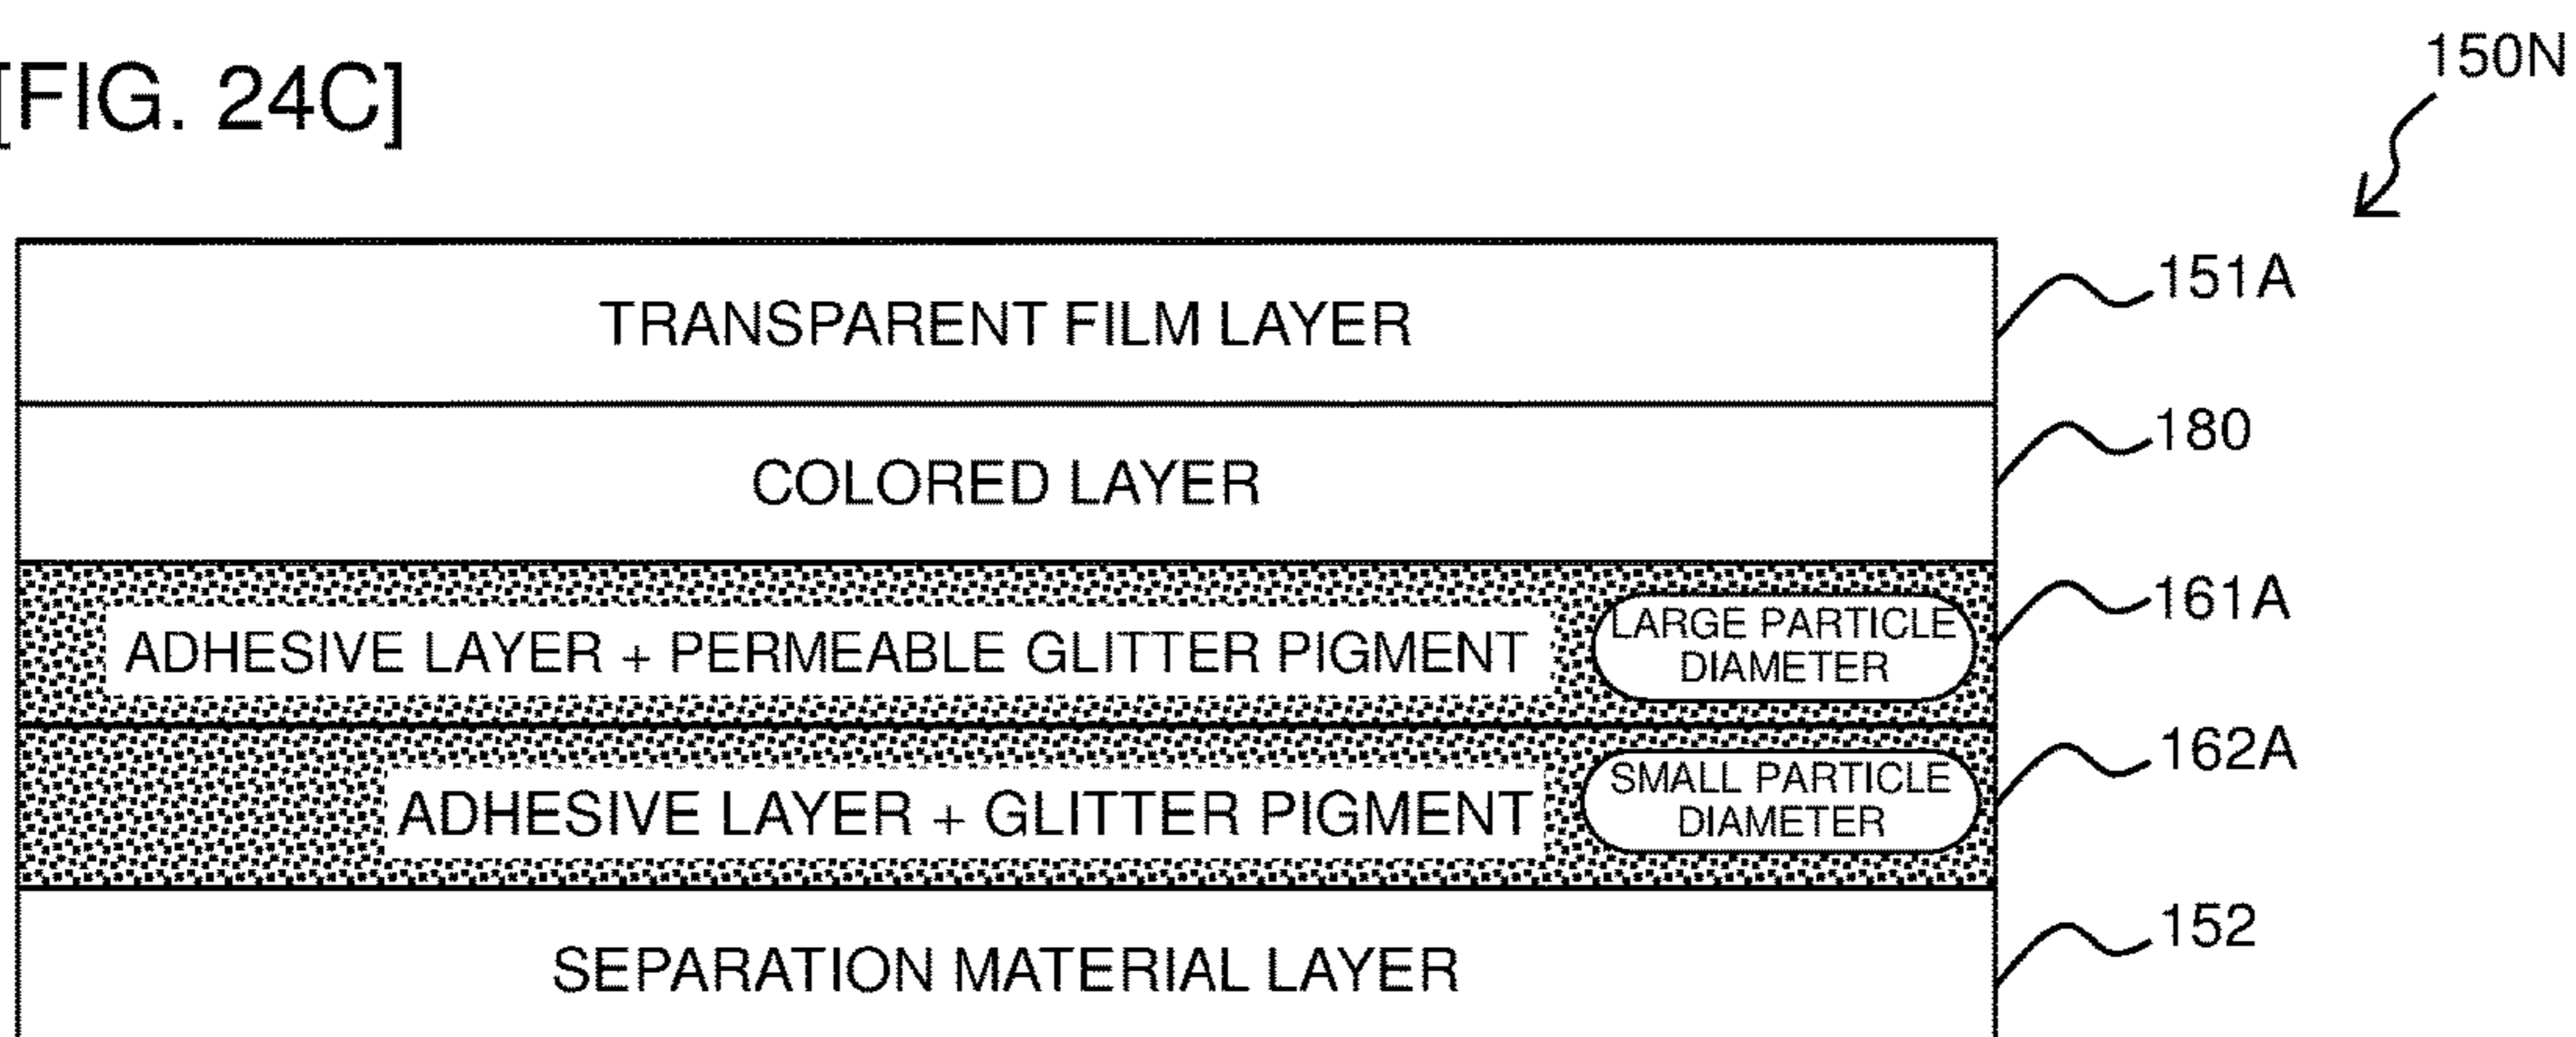 [FIG. 24C]
150N
TRANSPARENT FILM LAYER
151A
COLORED LAYER
180
ADHESIVE LAYER + PERMEABLE GLITTER PIGMENT
LARGE PARTICLE
DIAMETER
161A
ADHESIVE LAYER + GLITTER PIGMENT
SMALL PARTICLE
DIAMETER
162A
SEPARATION MATERIAL LAYER
152